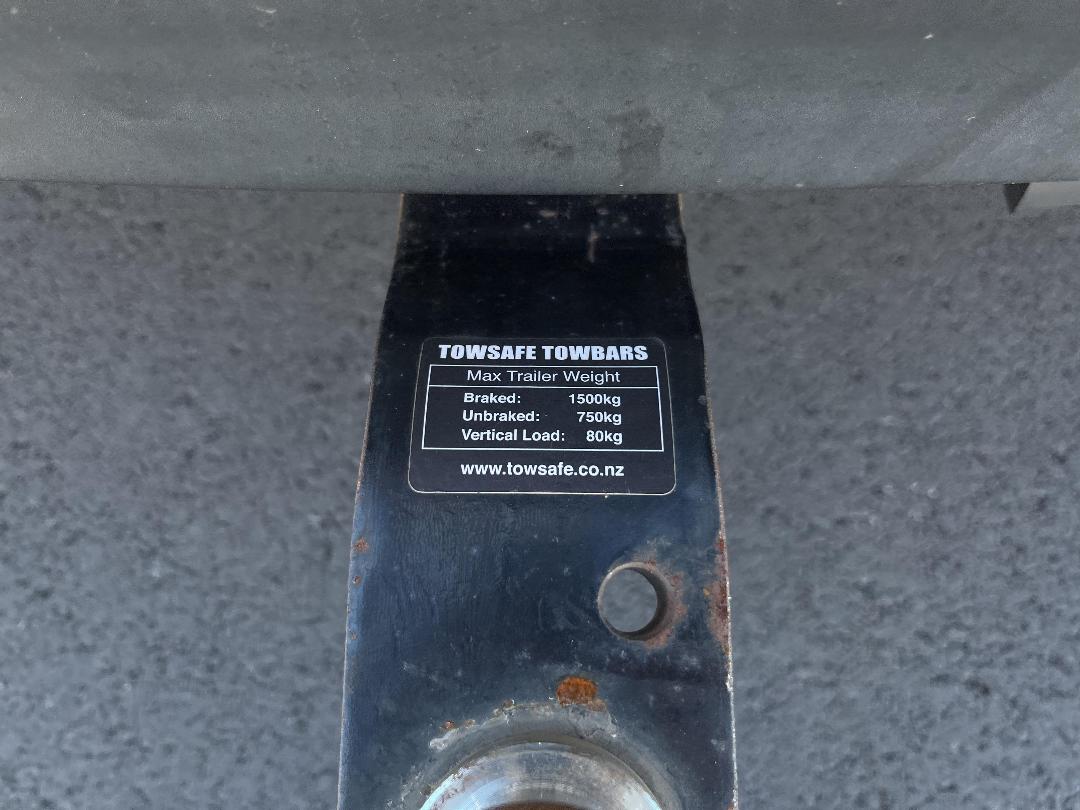 TOWSAFE TOWBARS
Max Trailer Weight
Braked: 1500kg
Unbraked: 750kg
Vertical Load: 80kg
www.towsafe.co.nz